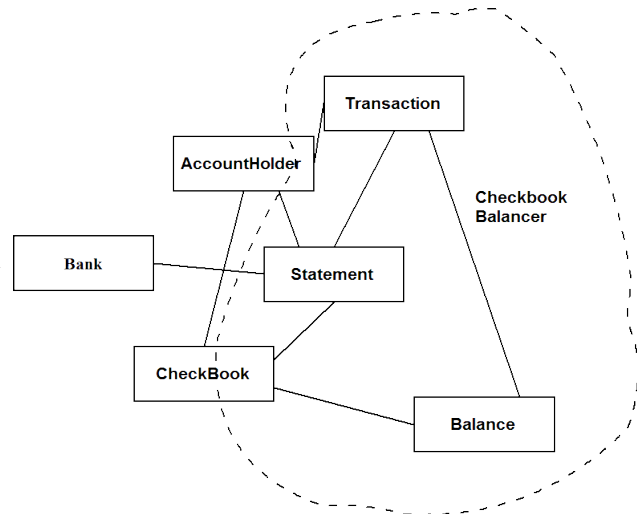 Transaction
AccountHolder
Checkbook
Balancer
Bank
Statement
CheckBook
Balance